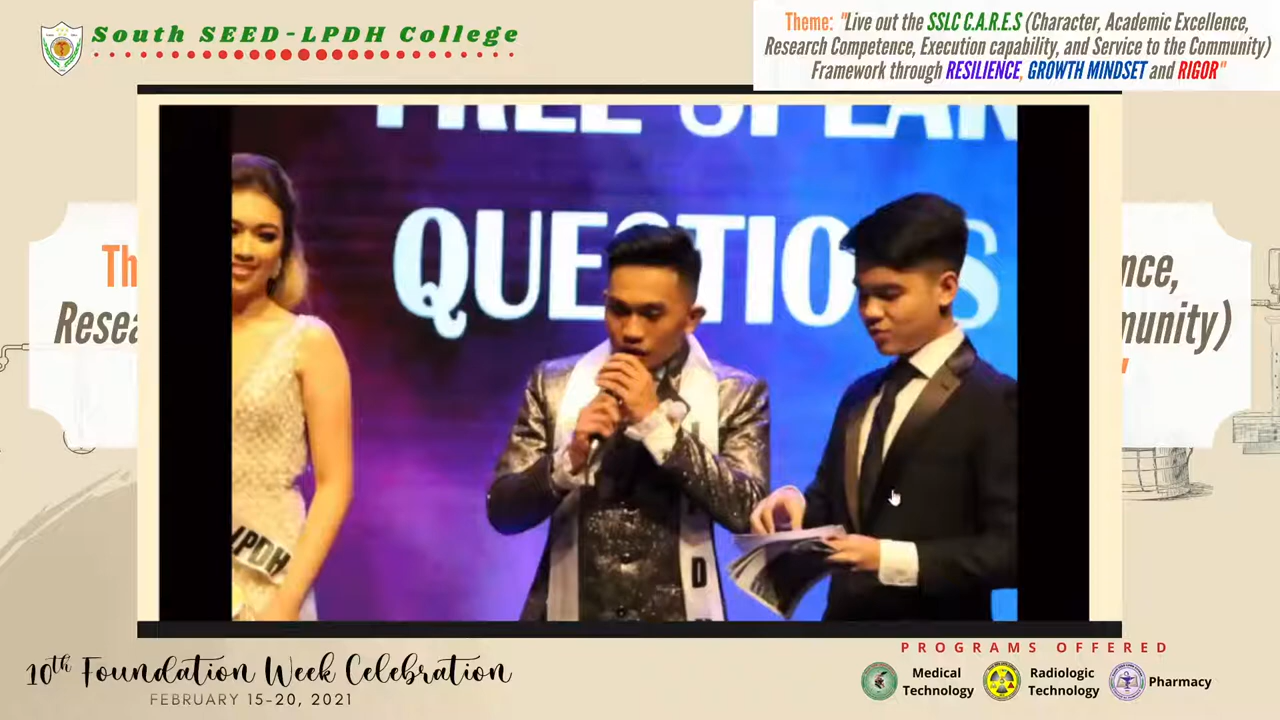 South SEED-LPDH College
Theme: "Live out the SSLC C.A.R.E.S (Character, Academic Excellence,
Research Competence, Execution capability, and Service to the Community)
Framework through RESILIENCE, GROWTH MINDSET and RIGOR"
QUESTIONS
LPDH
D
10th Foundation Week Celebration
FEBRUARY 15-20, 2021
PROGRAMS OFFERED
Medical
Technology
Radiologic
Technology
Pharmacy